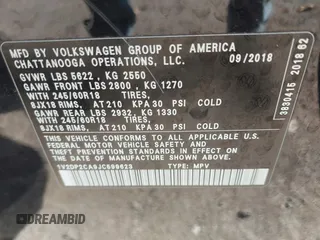 MFD. BY VOLKSWAGEN GROUP OF AMERICA
CHATTANOOGA OPERATIONS, LLC. 09/2018
GVWR LBS 5622 , KG 2550
GAWR FRONT LBS 2800 , KG 1270
WITH 245/60R18 TIRES,
8JX18 RIMS, AT 210 KPA 30 PSI COLD
GAWR REAR LBS 2932, KG 1330
WITH 245/60R18 TIRES,
8JX18 RIMS, AT 210 KPA 30 PSI COLD
THIS VEHICLE CONFORMS TO ALL APPLICABLE
U.S. FEDERAL MOTOR VEHICLE SAFETY
STANDARDS IN EFFECT ON THE DATE OF
MANUFACTURE SHOWN ABOVE.
TYPE: MPV
3830416 2018 62
DREAMBID